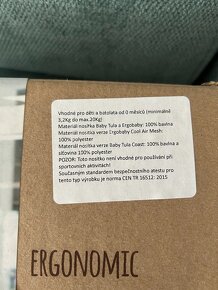 Vhodné pro děti a batolata od 0 měsíců (minimálně
3,2Kg do max.20Kg)
Materiál nosítka Baby Tula a Ergobaby: 100% bavlna
Materiál nosítka verze Ergobaby Cool Air Mesh:
100% polyester
Materiál nosítka verze Baby Tula Coast: 100% bavlna a
síťovina 100% polyester
POZOR: Toto nosítko není vhodné pro používání při
sportovních aktivitách!
Současným standardem bezpečnostního atestu pro
tento typ výrobku je norma CEN TR 16512: 2015
ERGONOMIC